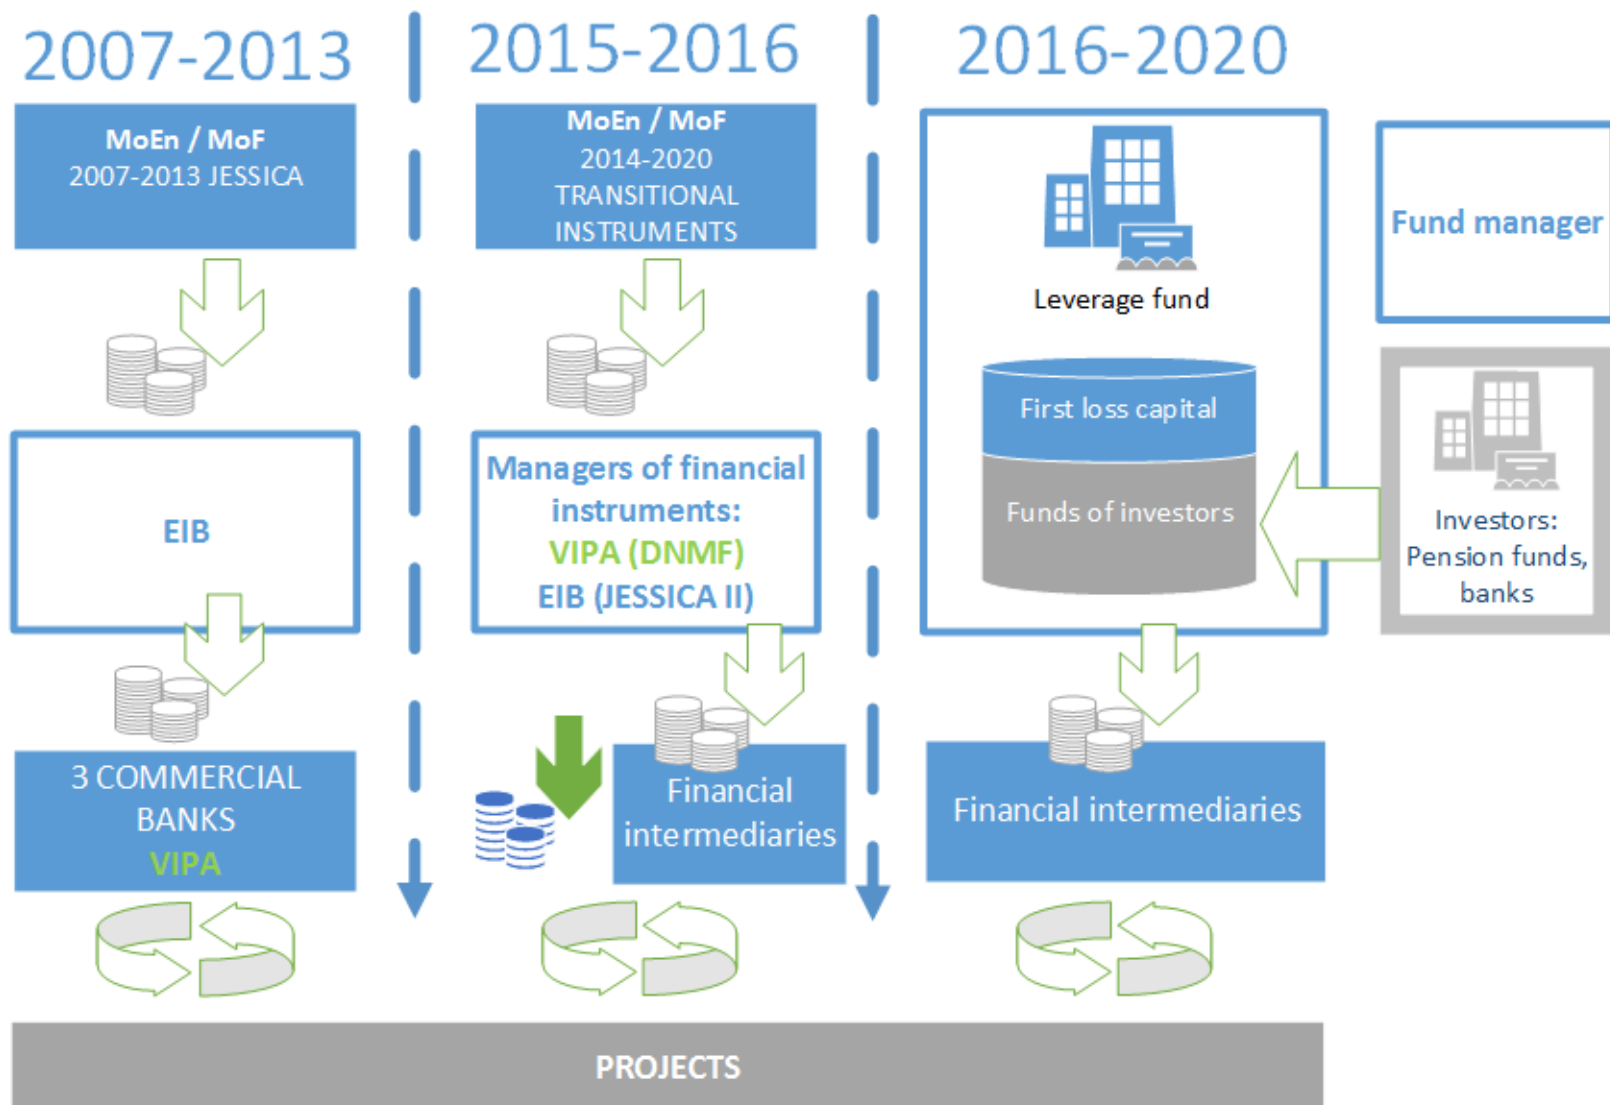 2007-2013
MoEn / MoF
2007-2013 JESSICA
EIB
3 COMMERCIAL
BANKS
VIPA
2015-2016
MoEn / MoF
2014-2020
TRANSITIONAL
INSTRUMENTS
Managers of financial
instruments:
VIPA (DNMF)
EIB (JESSICA II)
Financial
intermediaries
2016-2020
Leverage fund
First loss capital
Funds of investors
Financial intermediaries
Fund manager
Investors:
Pension funds,
banks
PROJECTS